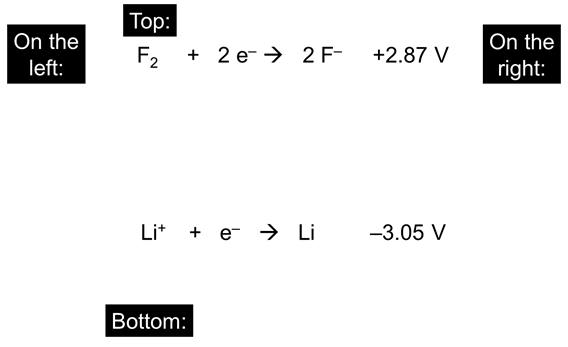 Top:
On the
left:
F₂ + 2 e⁻ → 2 F⁻ +2.87 V
On the
right:
Li⁺ + e⁻ → Li –3.05 V
Bottom: